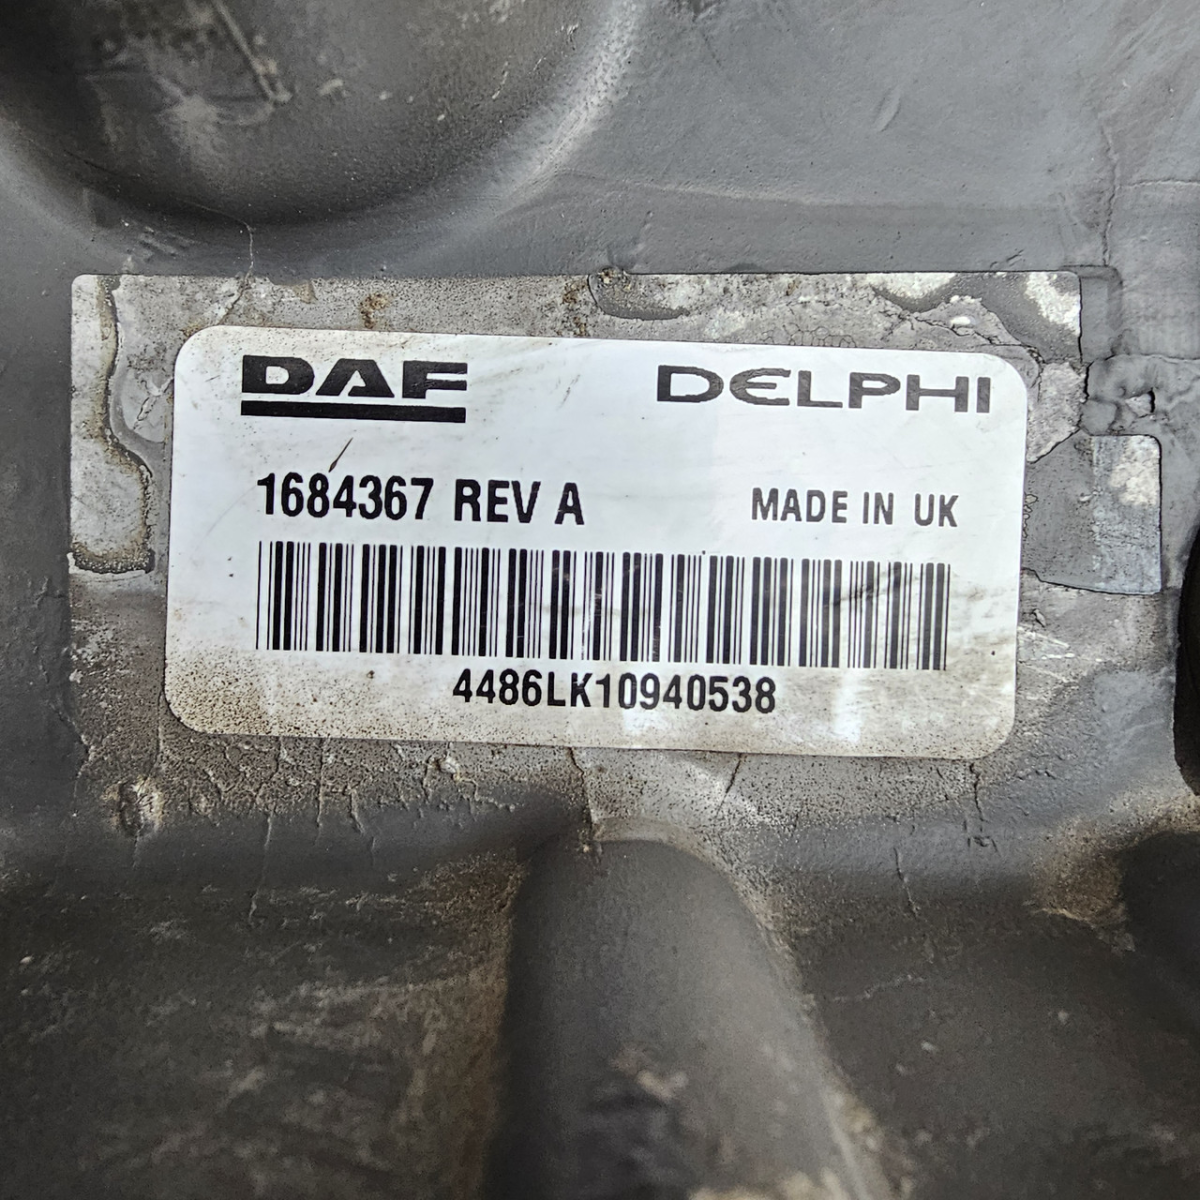 DAF DELPHI
1684367 REV A MADE IN UK
4486LK10940538